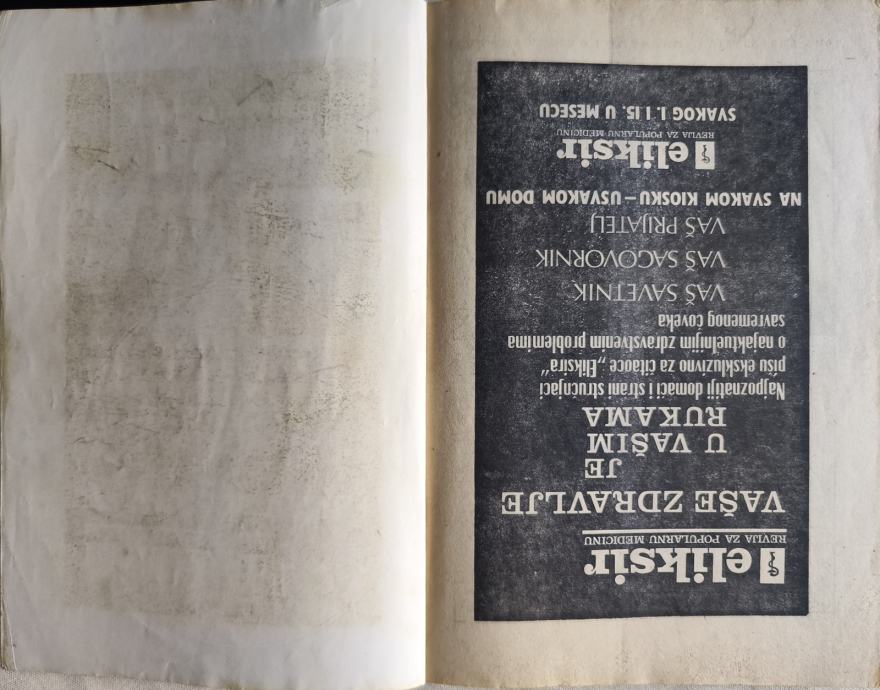 eliksir
REVIJA ZA POPULARNU MEDICINU
VAŠE ZDRAVLJE
JE
U VAŠIM
RUKAMA
Najpoznatiji domaći i strani stručnjaci
pišu ekskluzivno za čitaoce „Eliksira“
o najaktuelnijim zdravstvenim problemima
savremenog čoveka
VAŠ SAVETNIK
VAŠ SAGOVORNIK
VAŠ PRIJATELJ
NA SVAKOM KIOSKU – USVAKOM DOMU
eliksir
REVIJA ZA POPULARNU MEDICINU
SVAKOG 1. I 15. U MESECU